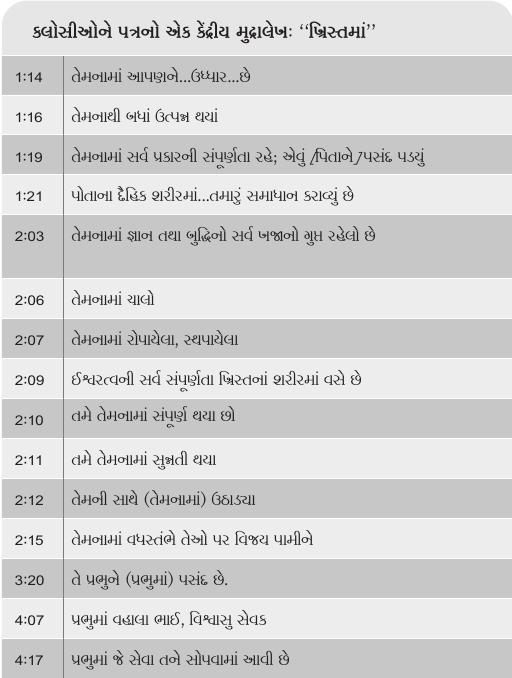 કલોસીઓને પત્રનો એક કેંદ્રીય મુદ્રાલેખઃ “ખ્રિસ્તમાં”
1:14 તેમનામાં આપણને...ઉધ્ધાર...છે
1:16 તેમનાથી બધાં ઉત્પન્ન થયાં
1:19 તેમનામાં સર્વ પ્રકારની સંપૂર્ણતા રહે; એવું [પિતાને] પસંદ પડયું
1:21 પોતાના દૈહિક શરીરમાં...તમારું સમાધાન કરાવ્યું છે
2:03 તેમનામાં જ્ઞાન તથા બુદ્ધિનો સર્વ ખજાનો ગુપ્ત રહેલો છે
2:06 તેમનામાં ચાલો
2:07 તેમનામાં રોપાયેલા, સ્થપાયેલા
2:09 ઈશ્વરત્વની સર્વ સંપૂર્ણતા ખ્રિસ્તનાં શરીરમાં વસે છે
2:10 તમે તેમનામાં સંપૂર્ણ થયા છો
2:11 તમે તેમનામાં સુન્નતી થયા
2:12 તેમની સાથે (તેમનામાં) ઉઠાડ્યા
2:15 તેમનામાં વધસ્તંભે તેઓ પર વિજય પામીને
3:20 તે પ્રભુને (પ્રભુમાં) પસંદ છે.
4:07 પ્રભુમાં વહાલા ભાઈ, વિશ્વાસુ સેવક
4:17 પ્રભુમાં જે સેવા તને સોપવામાં આવી છે